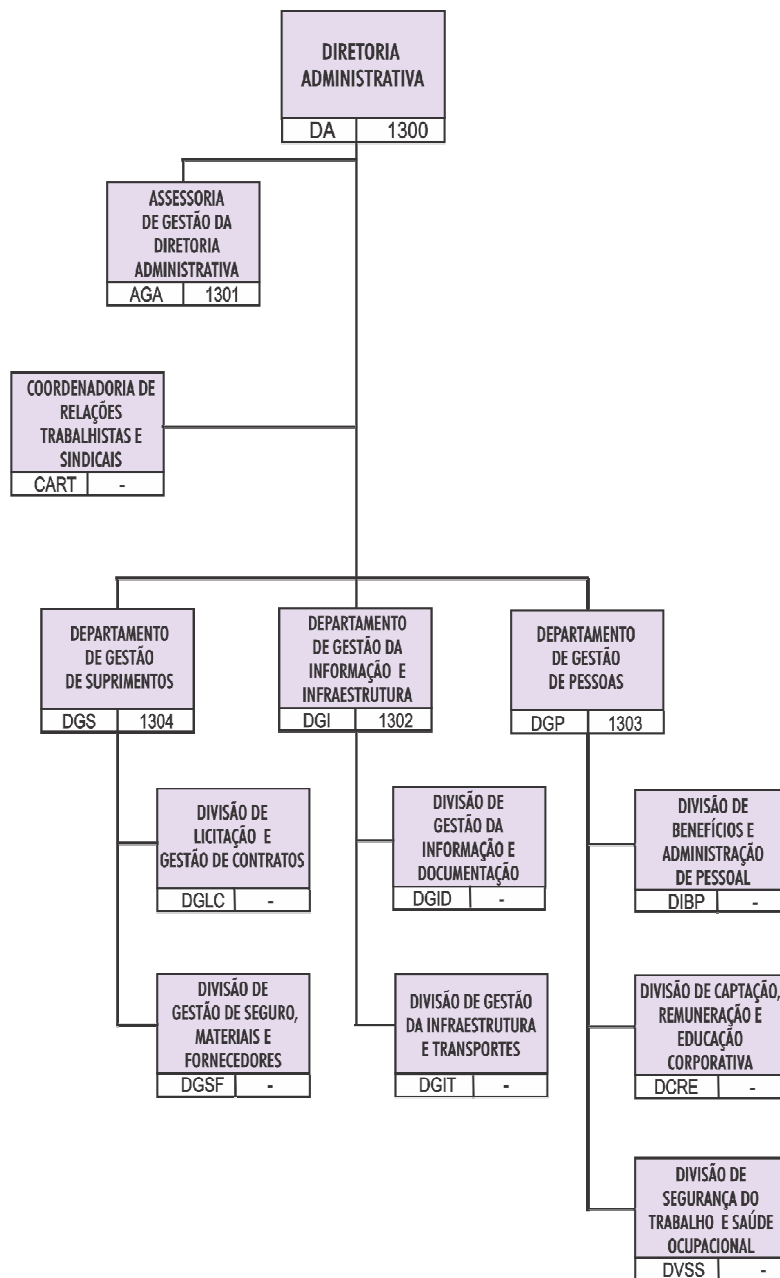 DIRETORIA
ADMINISTRATIVA
DA 1300
ASSESSORIA
DE GESTÃO DA
DIRETORIA
ADMINISTRATIVA
AGA 1301
COORDENADORIA DE
RELAÇÕES
TRABALHISTAS E
SINDICAIS
CART -
DEPARTAMENTO
DE GESTÃO
DE SUPRIMENTOS
DGS 1304
DEPARTAMENTO
DE GESTÃO DA
INFORMAÇÃO E
INFRAESTRUTURA
DGI 1302
DEPARTAMENTO
DE GESTÃO
DE PESSOAS
DGP 1303
DIVISÃO DE
LICITAÇÃO E
GESTÃO DE CONTRATOS
DGLC -
DIVISÃO DE
GESTÃO DA
INFORMAÇÃO E
DOCUMENTAÇÃO
DGID -
DIVISÃO DE
BENEFÍCIOS E
ADMINISTRAÇÃO
DE PESSOAL
DIBP -
DIVISÃO DE
GESTÃO DE SEGURO,
MATERIAIS E
FORNECEDORES
DGSF -
DIVISÃO DE GESTÃO
DA INFRAESTRUTURA
E TRANSPORTES
DGIT -
DIVISÃO DE CAPTAÇÃO,
REMUNERAÇÃO E
EDUCAÇÃO
CORPORATIVA
DCRE -
DIVISÃO DE
SEGURANÇA DO
TRABALHO E SAÚDE
OCUPACIONAL
DVSS -